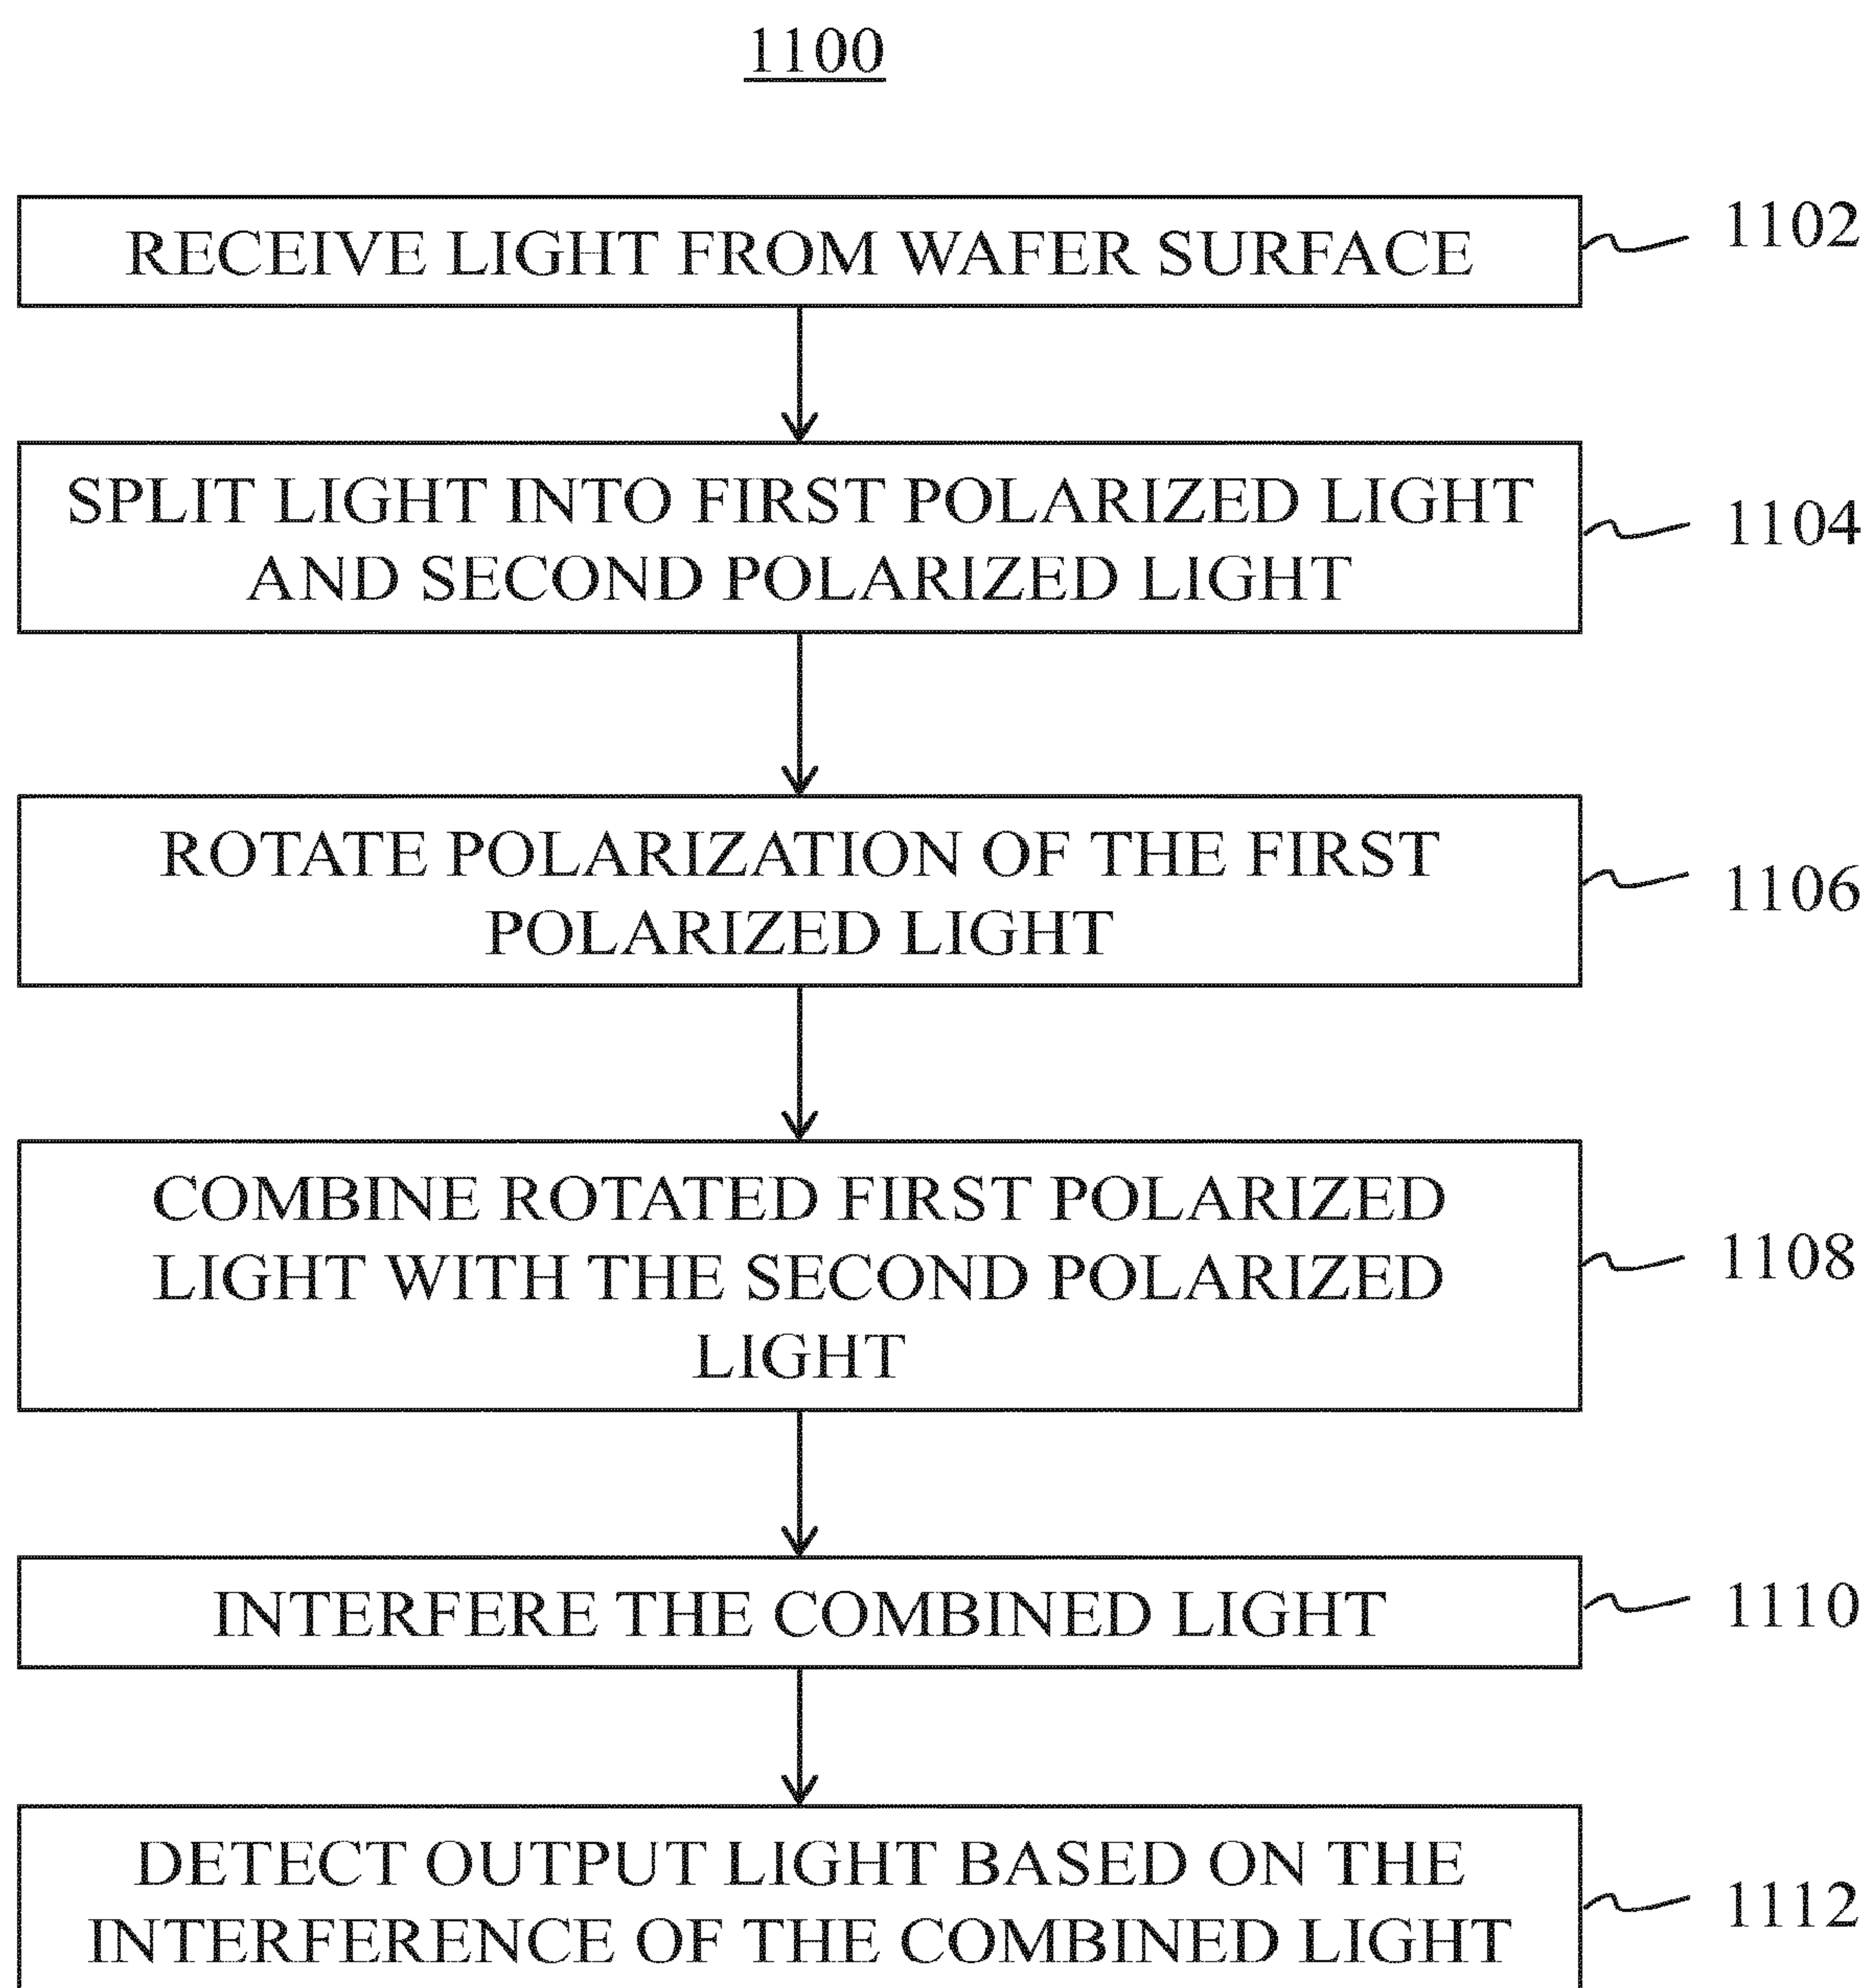 1100
RECEIVE LIGHT FROM WAFER SURFACE
1102
SPLIT LIGHT INTO FIRST POLARIZED LIGHT
AND SECOND POLARIZED LIGHT
1104
ROTATE POLARIZATION OF THE FIRST
POLARIZED LIGHT
1106
COMBINE ROTATED FIRST POLARIZED
LIGHT WITH THE SECOND POLARIZED
LIGHT
1108
INTERFERE THE COMBINED LIGHT
1110
DETECT OUTPUT LIGHT BASED ON THE
INTERFERENCE OF THE COMBINED LIGHT
1112